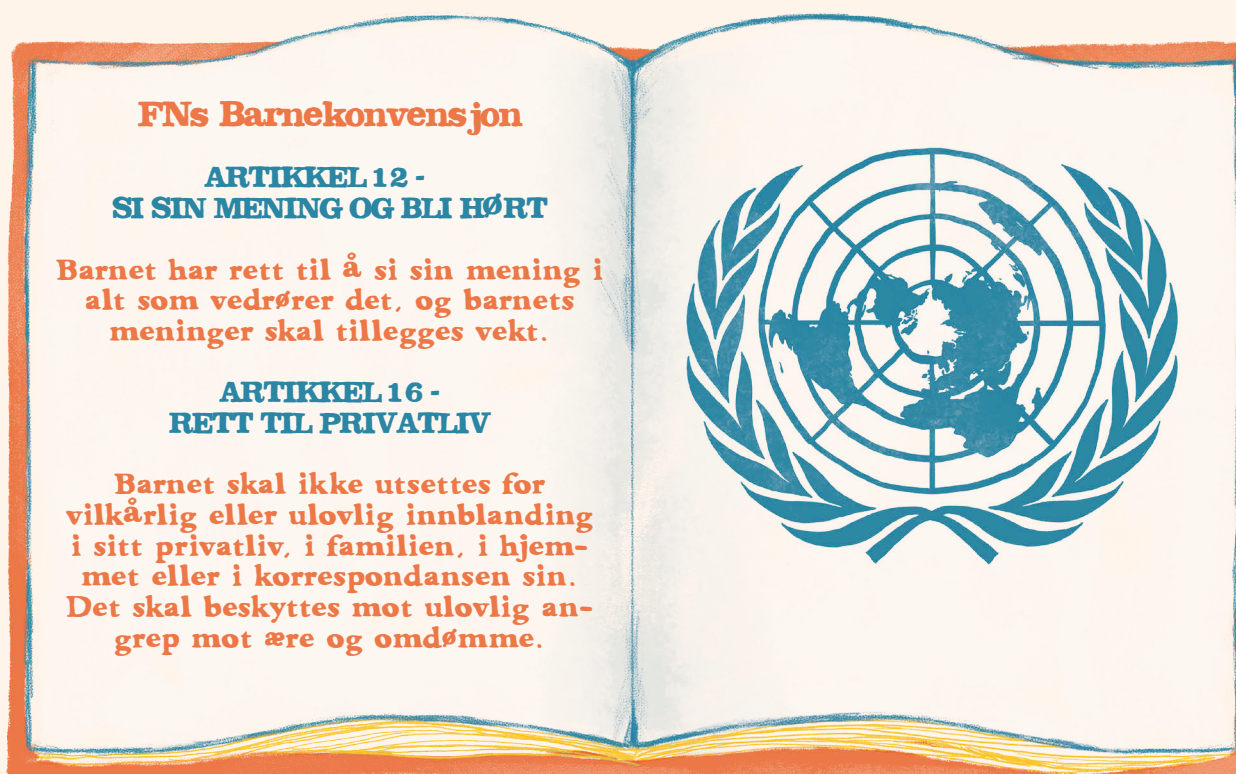 FNs Barnekonvensjon
ARTIKKEL 12 -
SI SIN MENING OG BLI HØRT
Barnet har rett til å si sin mening i
alt som vedrører det, og barnets
meninger skal tillegges vekt.
ARTIKKEL 16 -
RETT TIL PRIVATLIV
Barnet skal ikke utsettes for
vilkårlig eller ulovlig innblanding
i sitt privatliv, i familien, i hjem-
met eller i korrespondansen sin.
Det skal beskyttes mot ulovlig an-
grep mot ære og omdømme.